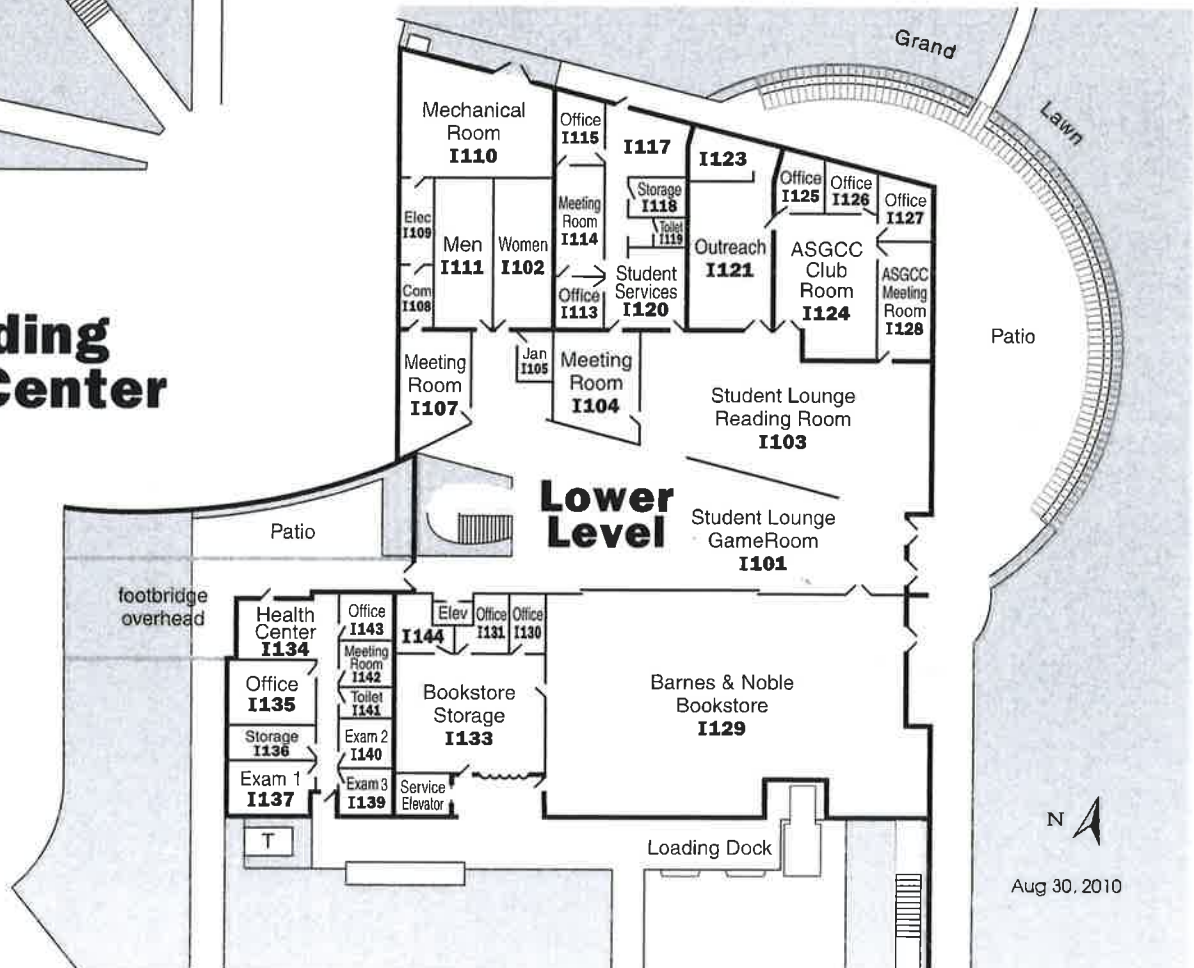 Grand
Lawn
Mechanical
Room
I110
Office
I115
I117
I123
Office
I125
Office
I126
Office
I127
Storage
I118
Toilet
I119
Elec
I109
Men
I111
Women
I102
Meeting
Room
I114
Outreach
I121
ASGCC
Club
Room
I124
ASGCC
Meeting
Room
I128
Com
I108
Office
I113
Student
Services
I120
Patio
ding
Center
Meeting
Room
I107
Jan
I105
Meeting
Room
I104
Student Lounge
Reading Room
I103
Lower
Level
Student Lounge
GameRoom
I101
Patio
footbridge
overhead
Health
Center
I134
Office
I143
I144
Elev
Office
I131
Office
I130
Meeting
Room
I142
Office
I135
Toilet
I141
Bookstore
Storage
I133
Barnes & Noble
Bookstore
I129
Storage
I136
Exam 2
I140
Exam 1
I137
Exam 3
I139
Service
Elevator
T
Loading Dock
N
Aug 30, 2010